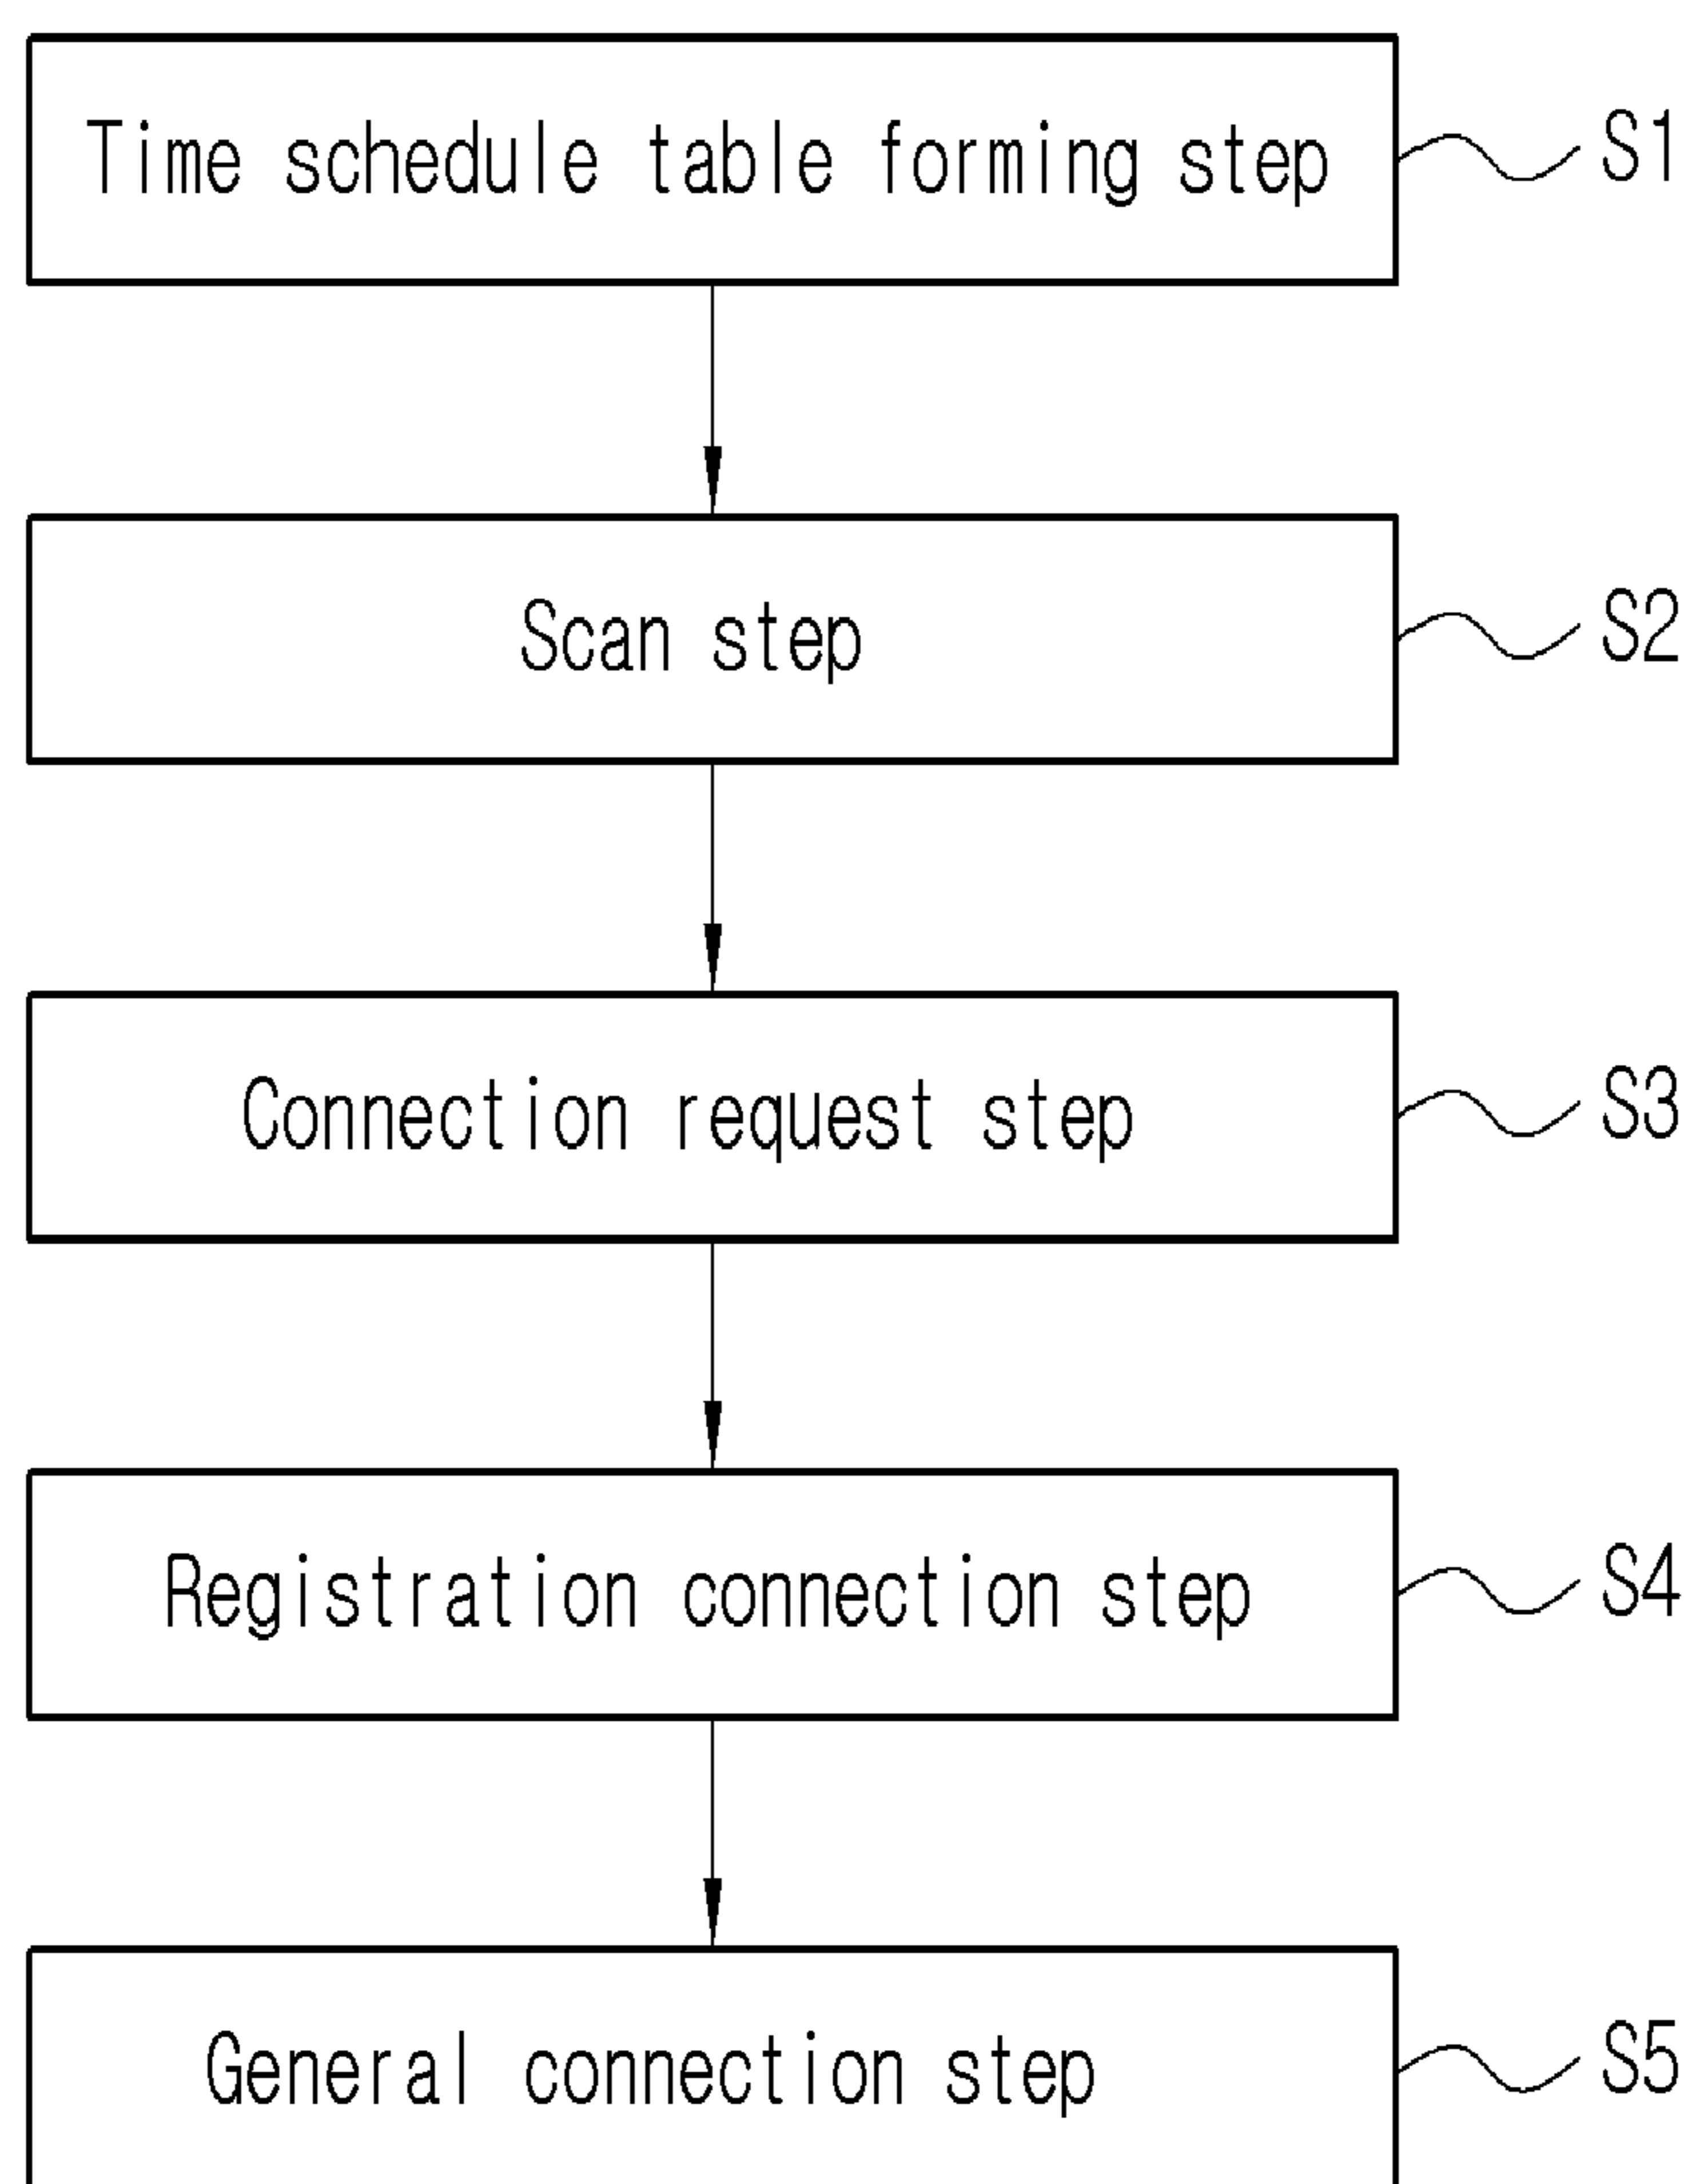 Time schedule table forming step S1
Scan step S2
Connection request step S3
Registration connection step S4
General connection step S5